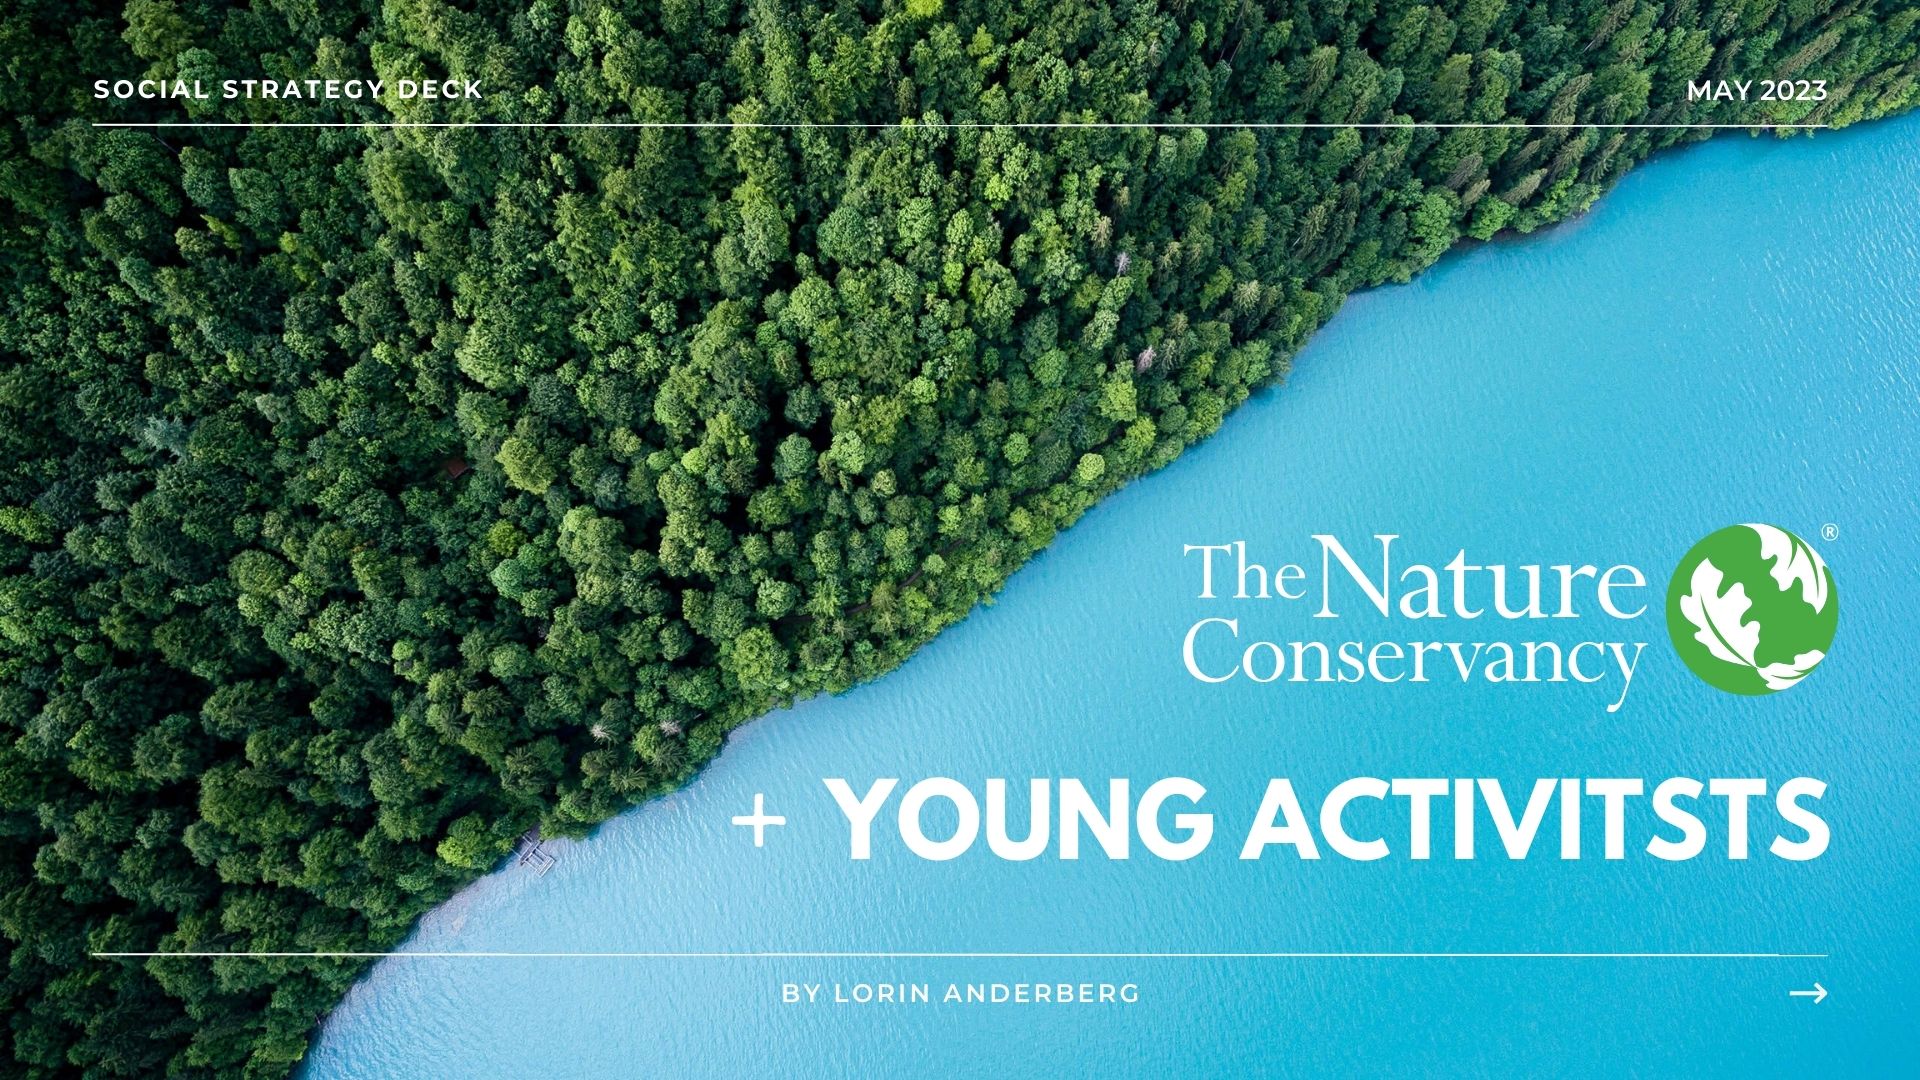 SOCIAL STRATEGY DECK
MAY 2023
The Nature
Conservancy
®
+ YOUNG ACTIVITSTS
BY LORIN ANDERBERG
→